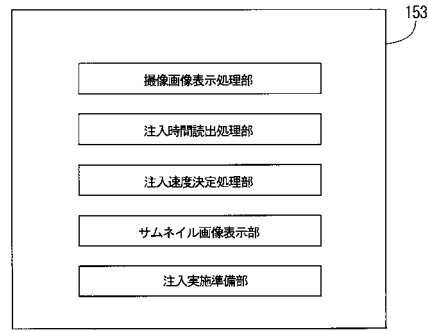 153
撮像画像表示処理部
注入時間読出処理部
注入速度決定処理部
サムネイル画像表示部
注入実施準備部